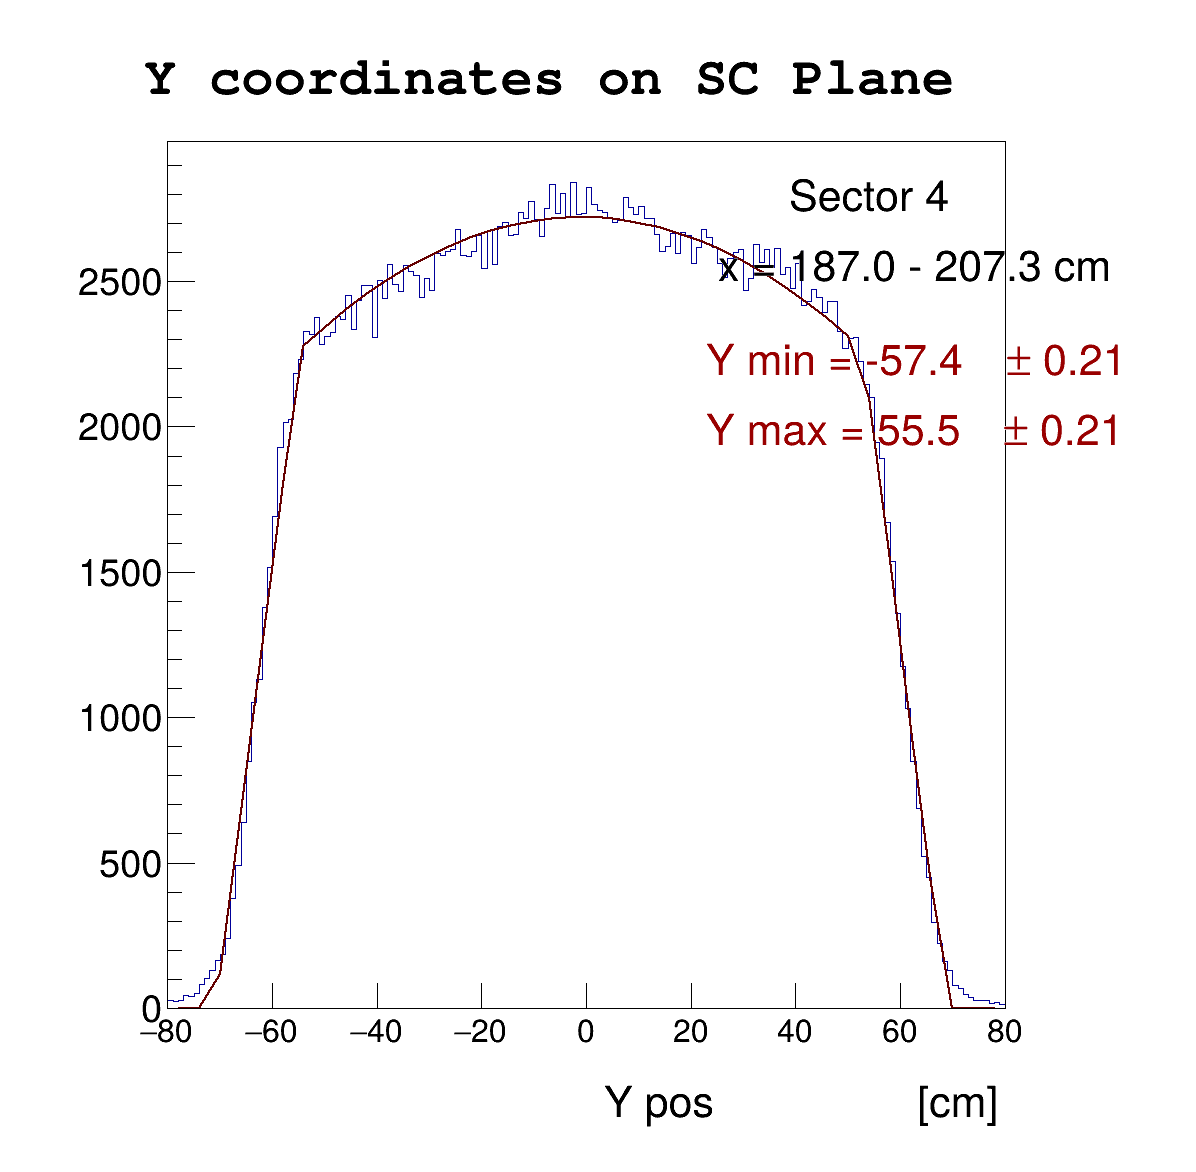 Y coordinates on SC Plane
Sector 4
x = 187.0 - 207.3 cm
2500
Y min = -57.4 ± 0.21
2000
Y max = 55.5 ± 0.21
1500
1000
500
0
−80 −60 −40 −20 0 20 40 60 80
Y pos [cm]